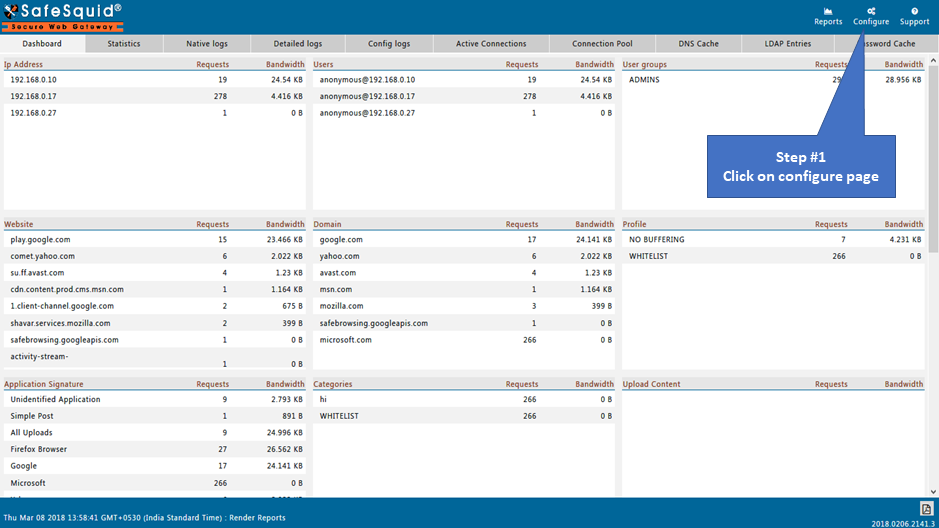 SafeSquid®
Secure Web Gateway
Reports Configure Support
Dashboard Statistics Native logs Detailed logs Config logs Active Connections Connection Pool DNS Cache LDAP Entries ssword Cache
Ip Address Requests Bandwidth
192.168.0.10 19 24.54 KB
192.168.0.17 278 4.416 KB
192.168.0.27 1 0 B
Users Requests Bandwidth
anonymous@192.168.0.10 19 24.54 KB
anonymous@192.168.0.17 278 4.416 KB
anonymous@192.168.0.27 1 0 B
User groups Requests Bandwidth
ADMINS 29 28.956 KB
Step #1
Click on configure page
Website Requests Bandwidth
play.google.com 15 23.466 KB
comet.yahoo.com 6 2.022 KB
su.ff.avast.com 4 1.23 KB
cdn.content.prod.cms.msn.com 1 1.164 KB
1.client-channel.google.com 2 675 B
shavar.services.mozilla.com 2 399 B
safebrowsing.googleapis.com 1 0 B
activity-stream-
1 0 B
Domain Requests Bandwidth
google.com 17 24.141 KB
yahoo.com 6 2.022 KB
avast.com 4 1.23 KB
msn.com 1 1.164 KB
mozilla.com 3 399 B
safebrowsing.googleapis.com 1 0 B
microsoft.com 266 0 B
Profile Requests Bandwidth
NO BUFFERING 7 4.231 KB
WHITELIST 266 0 B
Application Signature Requests Bandwidth
Unidentified Application 9 2.793 KB
Simple Post 1 891 B
All Uploads 9 24.996 KB
Firefox Browser 27 26.562 KB
Google 17 24.141 KB
Microsoft 266 0 B
Categories Requests Bandwidth
hi 266 0 B
WHITELIST 266 0 B
Upload Content Requests Bandwidth
Thu Mar 08 2018 13:58:41 GMT+0530 (India Standard Time) : Render Reports
2018.0206.2141.3